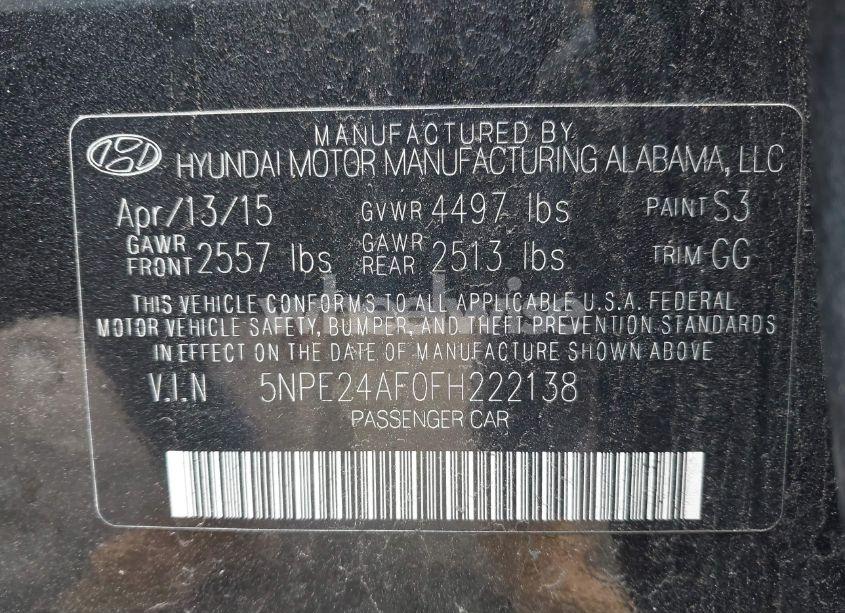 MANUFACTURED BY
HYUNDAI MOTOR MANUFACTURING ALABAMA, LLC
Apr/13/15 GVWR 4497 lbs PAINT S3
GAWR FRONT 2557 lbs GAWR REAR 2513 lbs TRIM: GG
THIS VEHICLE CONFORMS TO ALL APPLICABLE U.S.A. FEDERAL
MOTOR VEHICLE SAFETY, BUMPER, AND THEFT PREVENTION STANDARDS
IN EFFECT ON THE DATE OF MANUFACTURE SHOWN ABOVE
V.I.N 5NPE24AF0FH222138
PASSENGER CAR